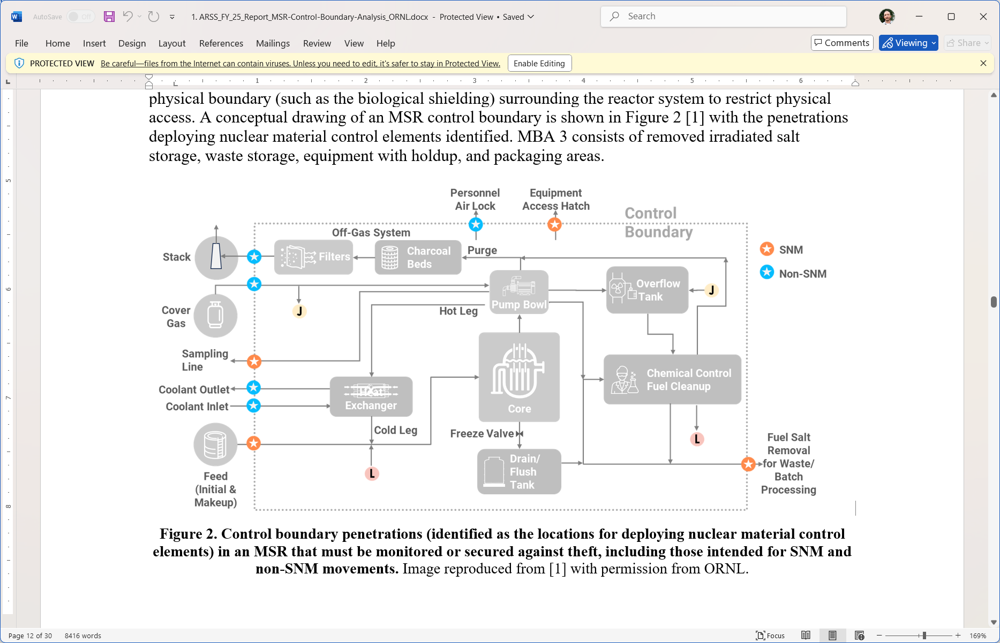 AutoSave Off
1. ARSS_FY_25_Report_MSR-Control-Boundary-Analysis_ORNL.docx - Protected View • Saved
Search
File Home Insert Design Layout References Mailings Review View Help
Comments Viewing Share
PROTECTED VIEW Be careful—files from the Internet can contain viruses. Unless you need to edit, it's safer to stay in Protected View. Enable Editing
1 2 3 4 5 6
physical boundary (such as the biological shielding) surrounding the reactor system to restrict physical
access. A conceptual drawing of an MSR control boundary is shown in Figure 2 [1] with the penetrations
deploying nuclear material control elements identified. MBA 3 consists of removed irradiated salt
storage, waste storage, equipment with holdup, and packaging areas.
5
6
7
8
Personnel
Air Lock
Equipment
Access Hatch
Control
Boundary
Off-Gas System
Stack
Filters
Charcoal
Beds
Purge
SNM
Non-SNM
Cover
Gas
J
Hot Leg
Pump Bowl
Overflow
Tank
J
Sampling
Line
Coolant Outlet
Coolant Inlet
Heat
Exchanger
Core
Chemical Control
Fuel Cleanup
Cold Leg
Freeze Valve
L
Feed
(Initial &
Makeup)
L
Drain/
Flush
Tank
Fuel Salt
Removal
for Waste/
Batch
Processing
Figure 2. Control boundary penetrations (identified as the locations for deploying nuclear material control
elements) in an MSR that must be monitored or secured against theft, including those intended for SNM and
non-SNM movements. Image reproduced from [1] with permission from ORNL.
Page 12 of 30 8416 words
Focus
169%